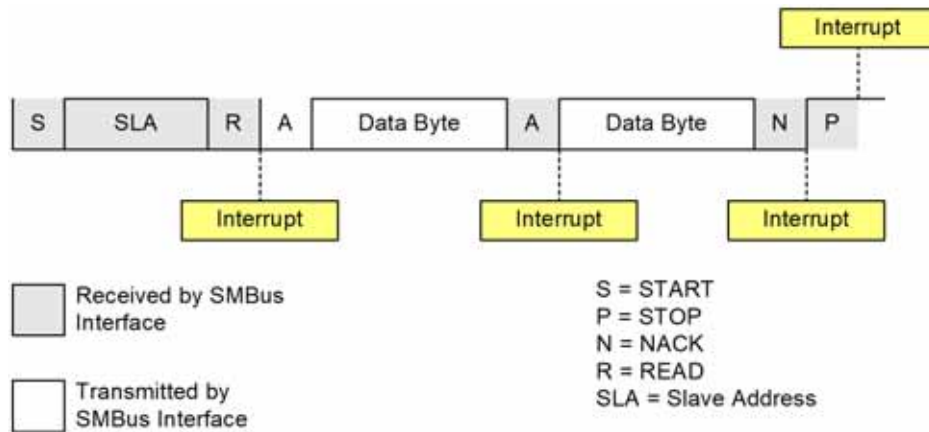 Interrupt
S SLA R A Data Byte A Data Byte N P
Interrupt Interrupt Interrupt
Received by SMBus
Interface
Transmitted by
SMBus Interface
S = START
P = STOP
N = NACK
R = READ
SLA = Slave Address